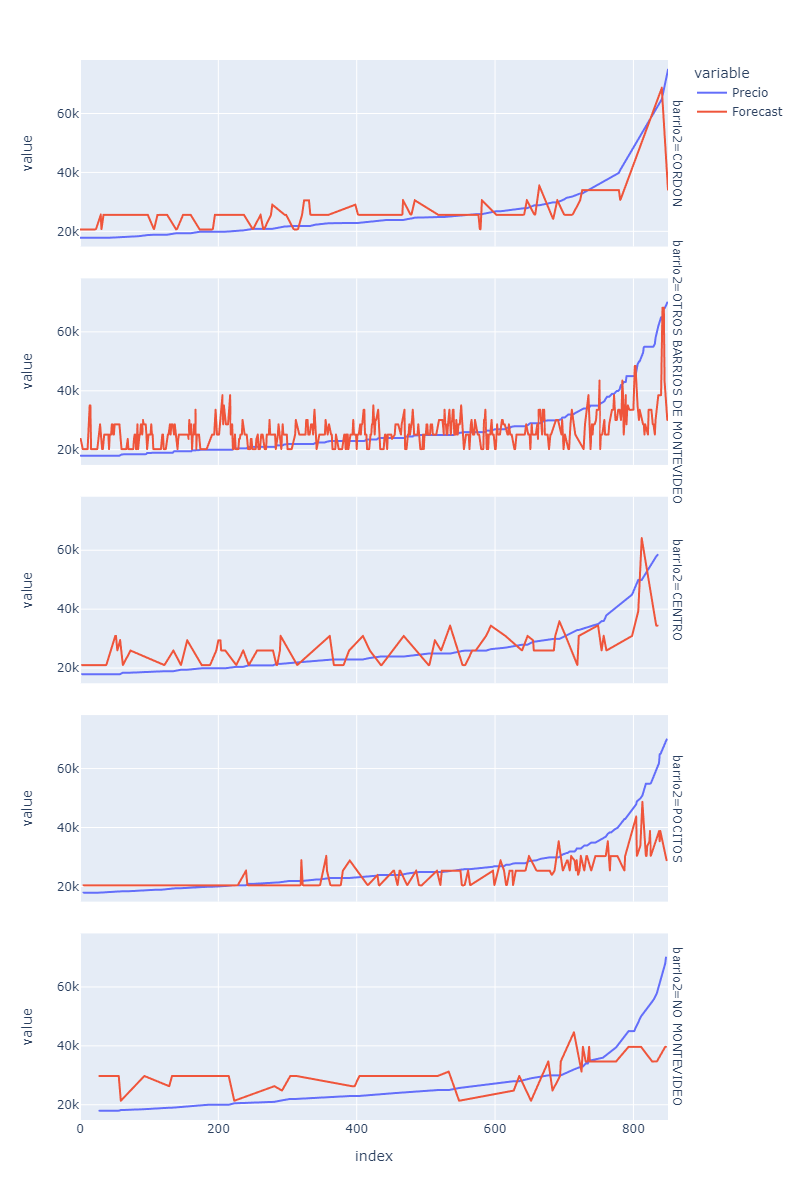 variable
Precio
Forecast
value
60k
40k
20k
barrio2=CORDON
value
60k
40k
20k
barrio2=OTROS BARRIOS DE MONTEVIDEO
value
60k
40k
20k
barrio2=CENTRO
value
60k
40k
20k
barrio2=POCITOS
value
60k
40k
20k
barrio2=NO MONTEVIDEO
0
200
400
600
800
index